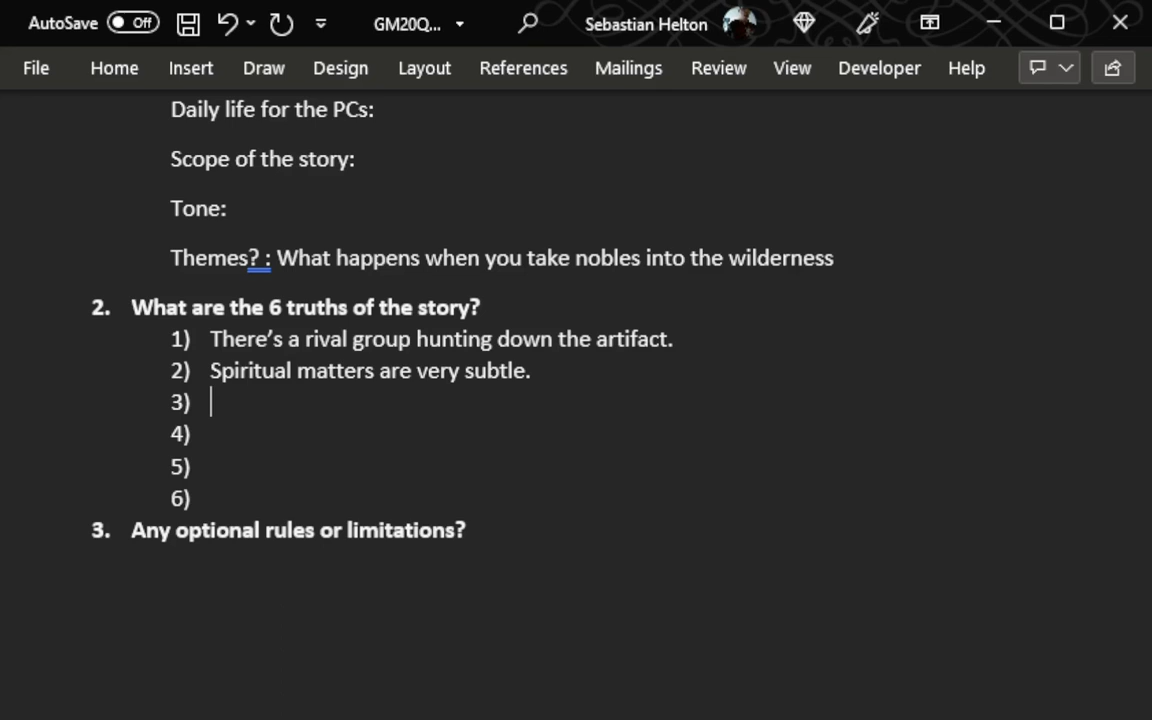 AutoSave Off GM20Q... Sebastian Helton
File Home Insert Draw Design Layout References Mailings Review View Developer Help
Daily life for the PCs:
Scope of the story:
Tone:
Themes? : What happens when you take nobles into the wilderness
2. What are the 6 truths of the story?
1) There’s a rival group hunting down the artifact.
2) Spiritual matters are very subtle.
3)
4)
5)
6)
3. Any optional rules or limitations?